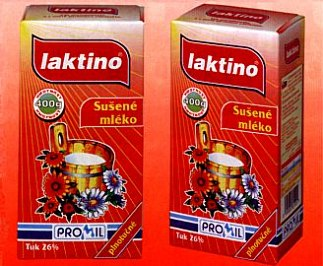 laktino®
400g
Sušené
mléko
PROMIL
Tuk 26%
plnotučné
laktino®
400g
Sušené
mléko
PROMIL
Tuk 26%
plnotučné